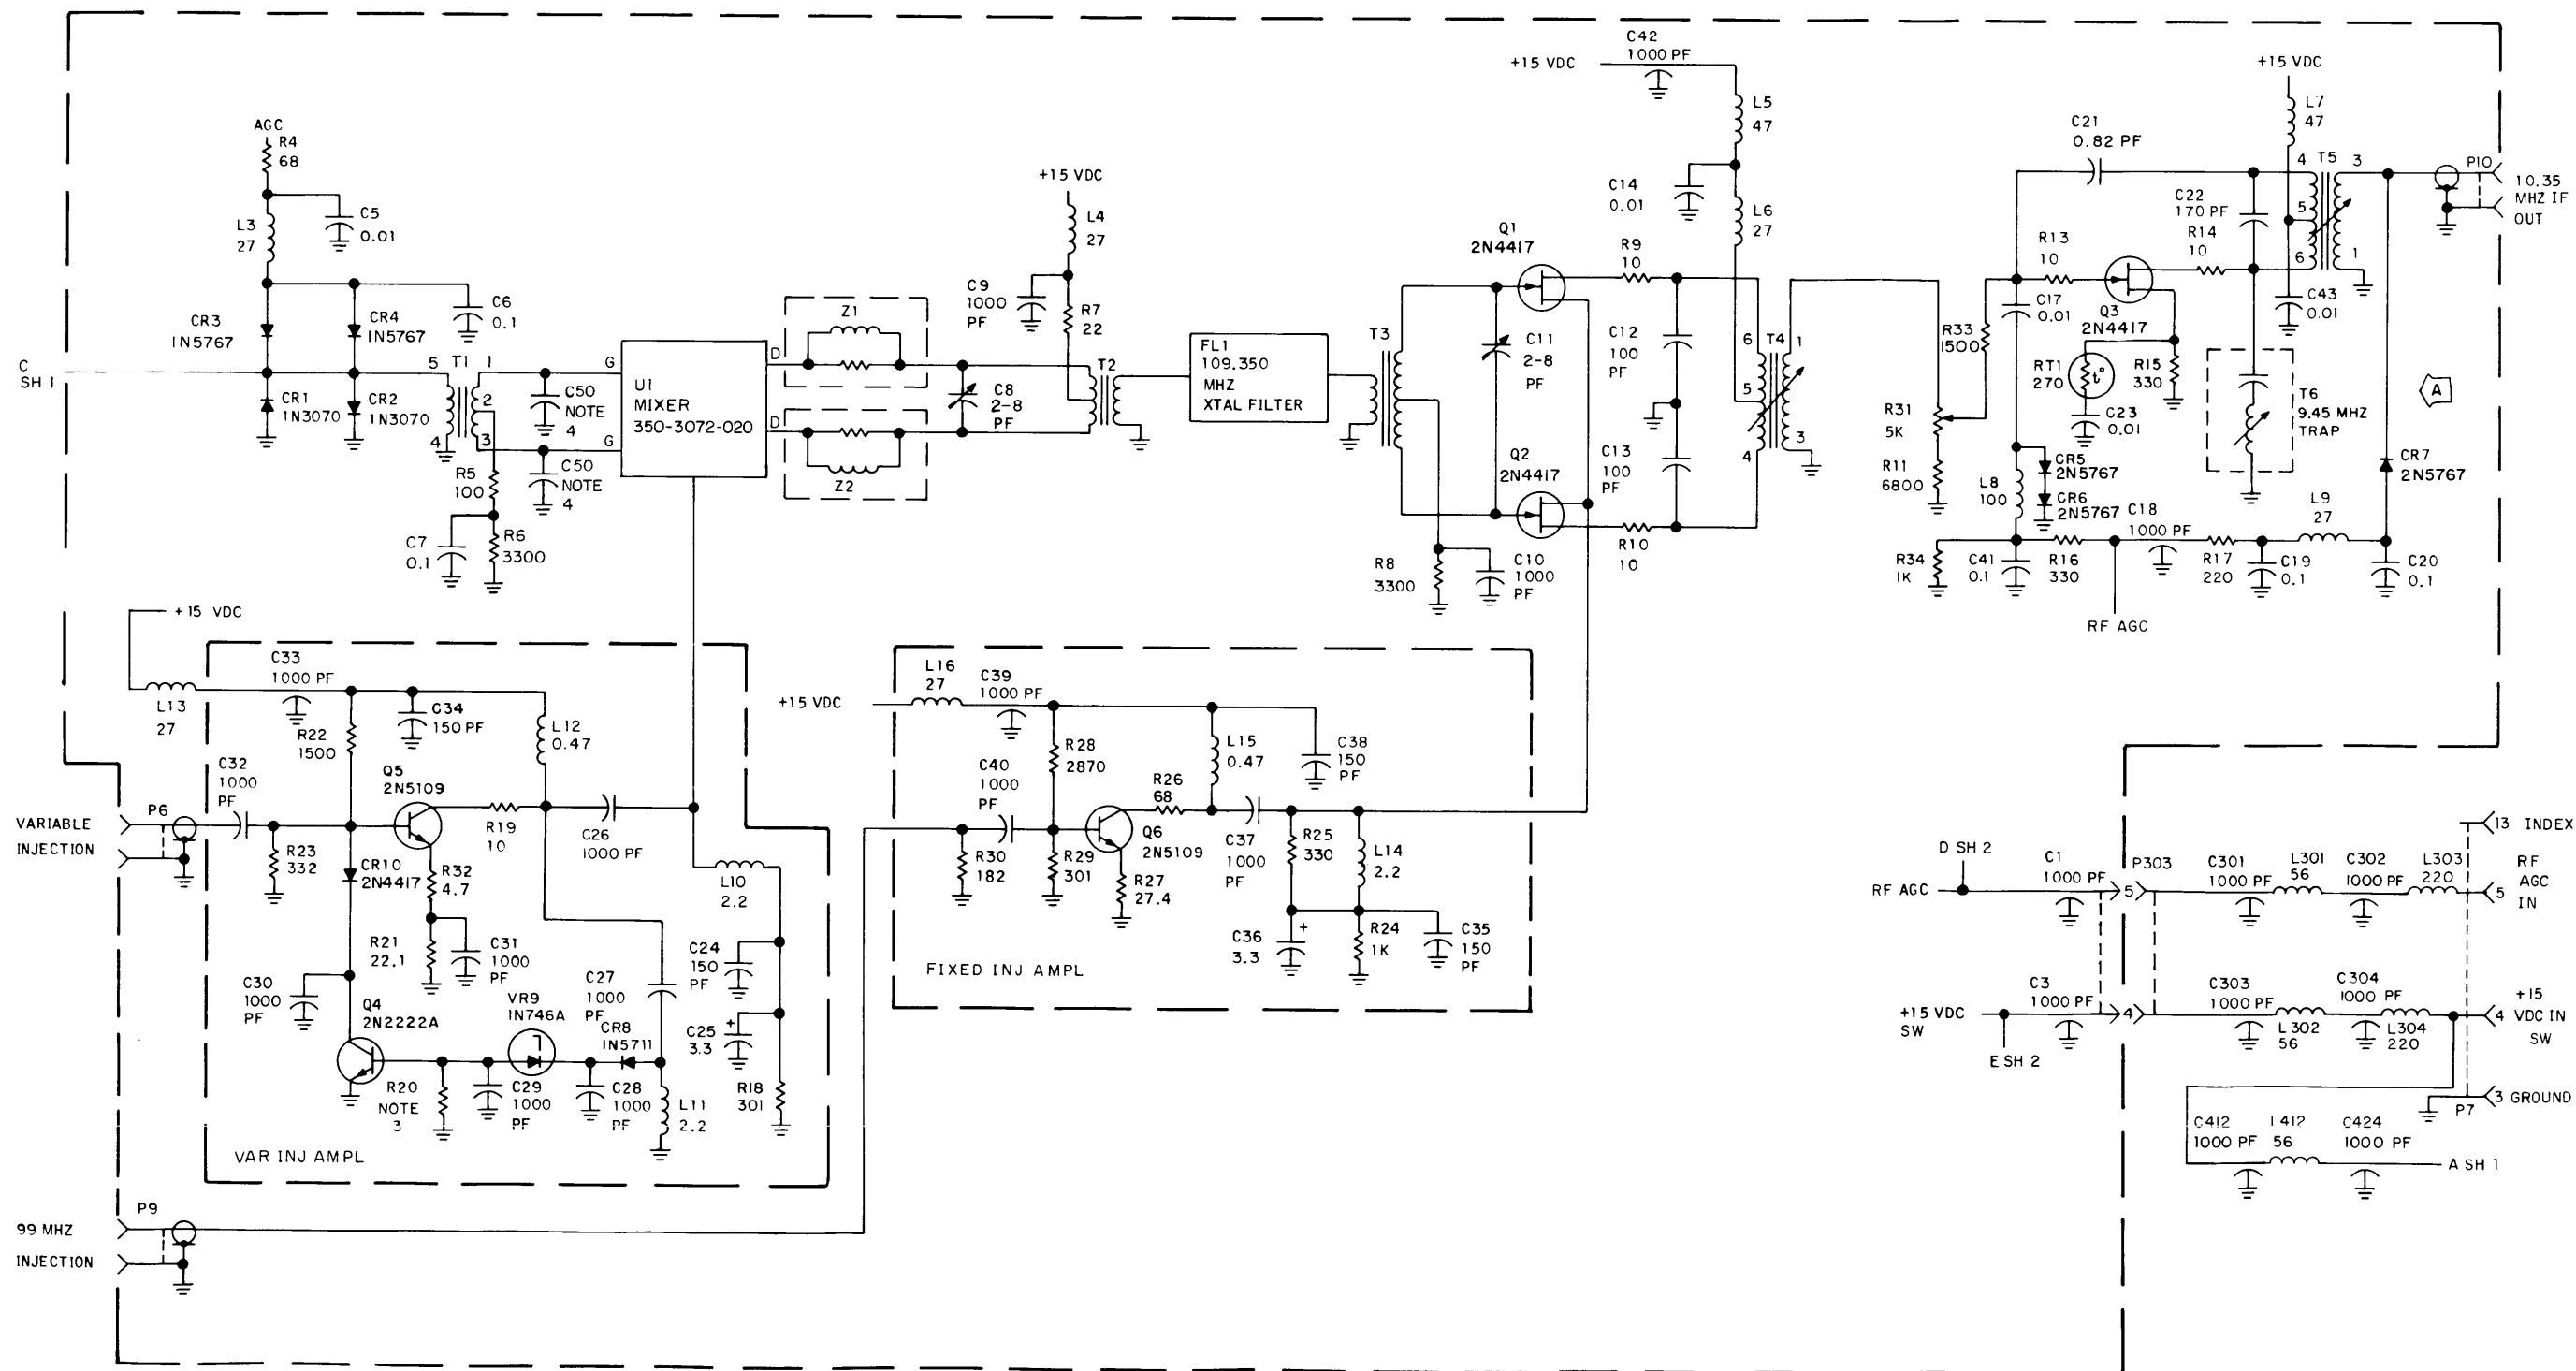 C42
1000 PF
+15 VDC
+15 VDC
L5
47
L7
47
C21
0.82 PF
AGC
R4
68
L3
27
C5
0.01
+15 VDC
L4
27
C14
0.01
L6
27
4
T5
3
P10
10.35
MHZ IF
OUT
C22
170 PF
5
R14
10
6
1
R13
10
Q1
2N4417
R9
10
CR3
1N5767
CR4
1N5767
C6
0.1
Z1
C9
1000
PF
R7
22
C17
0.01
Q3
2N4417
C43
0.01
C
SH 1
5
T1
1
2
4
3
CR1
1N3070
CR2
1N3070
C50
NOTE
4
C50
NOTE
4
G
G
U1
MIXER
350-3072-020
D
D
C8
2-8
PF
Z2
T2
FL1
109.350
MHZ
XTAL FILTER
T3
C11
2-8
PF
C12
100
PF
6
5
4
T4
1
3
R33
1500
RT1
270
t°
R15
330
T6
9.45 MHZ
TRAP
A
C23
0.01
R31
5K
R11
6800
R5
100
C7
0.1
R6
3300
Q2
2N4417
C13
100
PF
R10
10
R8
3300
C10
1000
PF
L8
100
CR5
2N5767
CR6
2N5767
C18
1000 PF
L9
27
CR7
2N5767
R34
1K
C41
0.1
R16
330
R17
220
C19
0.1
C20
0.1
RF AGC
+15 VDC
L13
27
C33
1000 PF
C34
150 PF
R22
1500
L12
0.47
C32
1000
PF
Q5
2N5109
P6
VARIABLE
INJECTION
R23
332
CR10
2N4417
R32
4.7
R19
10
C26
1000 PF
L10
2.2
R21
22.1
C31
1000
PF
C30
1000
PF
Q4
2N2222A
VR9
1N746A
C27
1000
PF
CR8
1N5711
C24
150
PF
C25
3.3
+
R20
NOTE
3
C29
1000
PF
C28
1000
PF
L11
2.2
R18
301
VAR INJ AMPL
+15 VDC
L16
27
C39
1000 PF
R28
2870
L15
0.47
C38
150
PF
C40
1000
PF
R26
68
R30
182
R29
301
Q6
2N5109
C37
1000
PF
R25
330
L14
2.2
R27
27.4
C36
3.3
+
R24
1K
C35
150
PF
FIXED INJ AMPL
P9
99 MHZ
INJECTION
13 INDEX
D SH 2
RF AGC
C1
1000 PF
5
P303
C301
1000 PF
L301
56
C302
1000 PF
L303
220
5
RF
AGC
IN
+15 VDC
SW
E SH 2
C3
1000 PF
4
C303
1000 PF
L302
56
C304
1000 PF
L304
220
4
+15
VDC IN
SW
P7
3 GROUND
C412
1000 PF
L412
56
C424
1000 PF
A SH 1